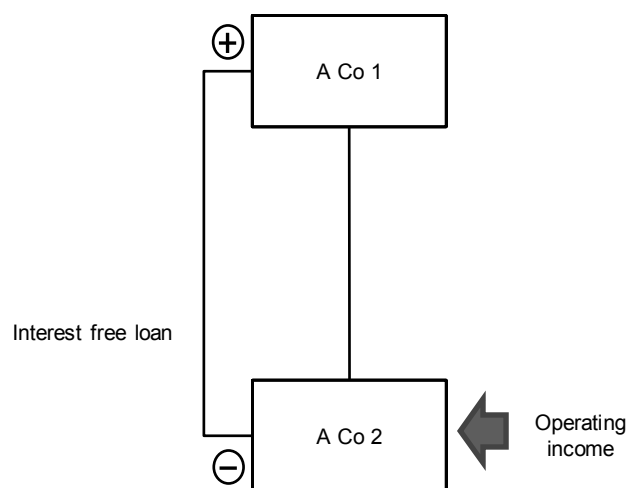 +
A Co 1
Interest free loan
A Co 2
Operating
income
−